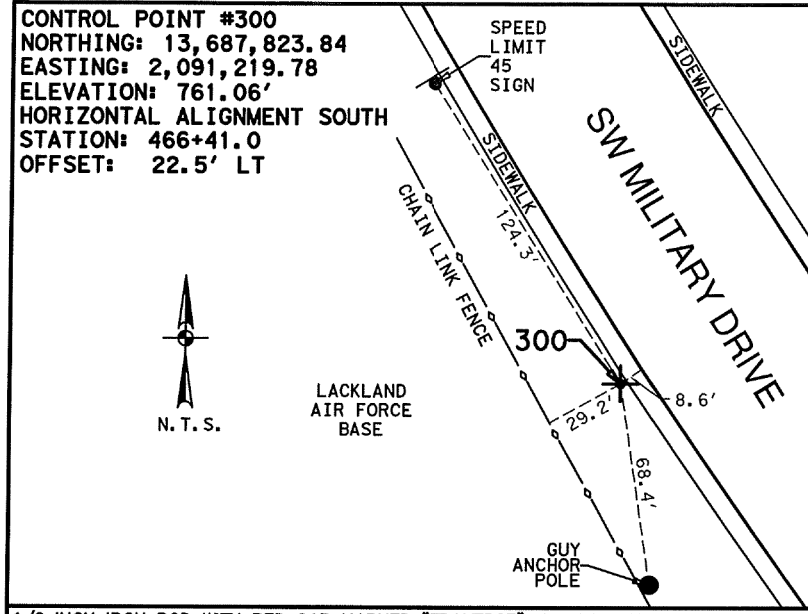 CONTROL POINT #300
NORTHING: 13,687,823.84
EASTING: 2,091,219.78
ELEVATION: 761.06'
HORIZONTAL ALIGNMENT SOUTH
STATION: 466+41.0
OFFSET: 22.5' LT
SPEED
LIMIT
45
SIGN
SIDEWALK
SIDEWALK
SW MILITARY DRIVE
CHAIN LINK FENCE
124.3'
300
8.6'
29.2'
68.4'
N.T.S.
LACKLAND
AIR FORCE
BASE
GUY
ANCHOR
POLE